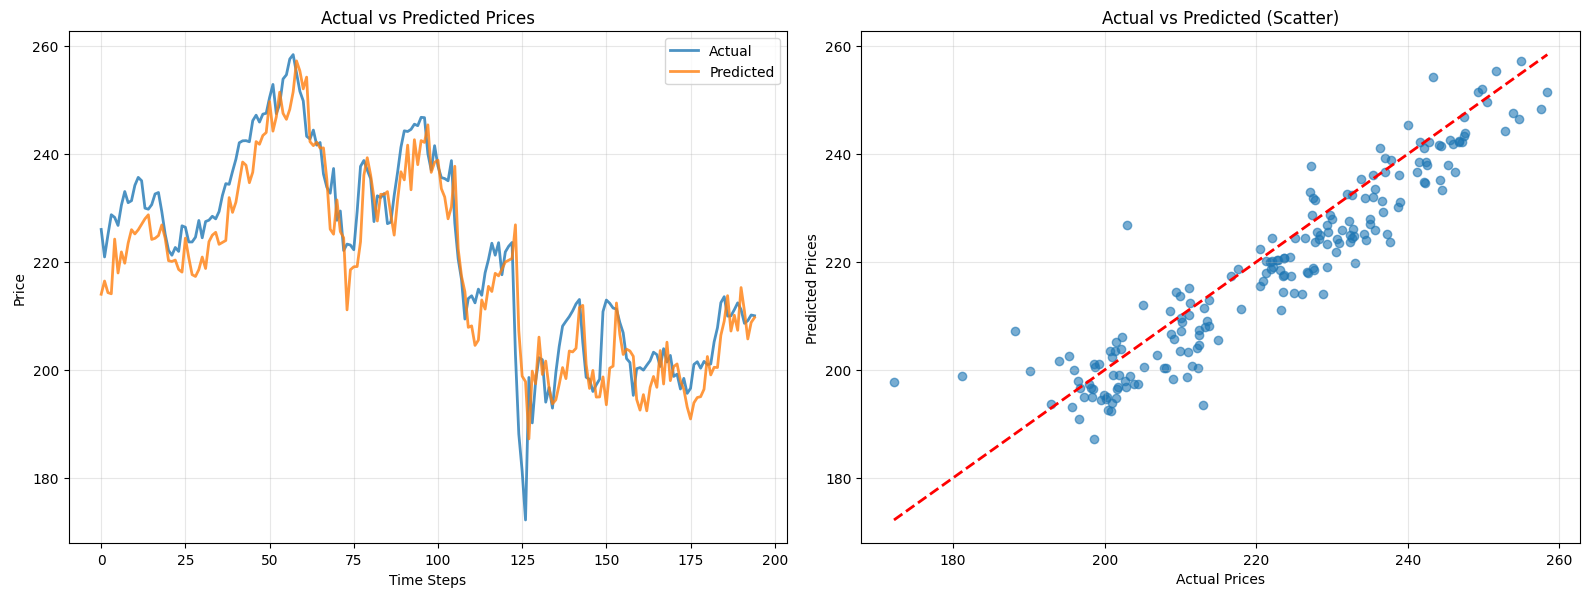 Actual vs Predicted Prices
Actual
Predicted
260
240
220
200
180
Price
0 25 50 75 100 125 150 175 200
Time Steps
Actual vs Predicted (Scatter)
260
240
220
200
180
Predicted Prices
180 200 220 240 260
Actual Prices